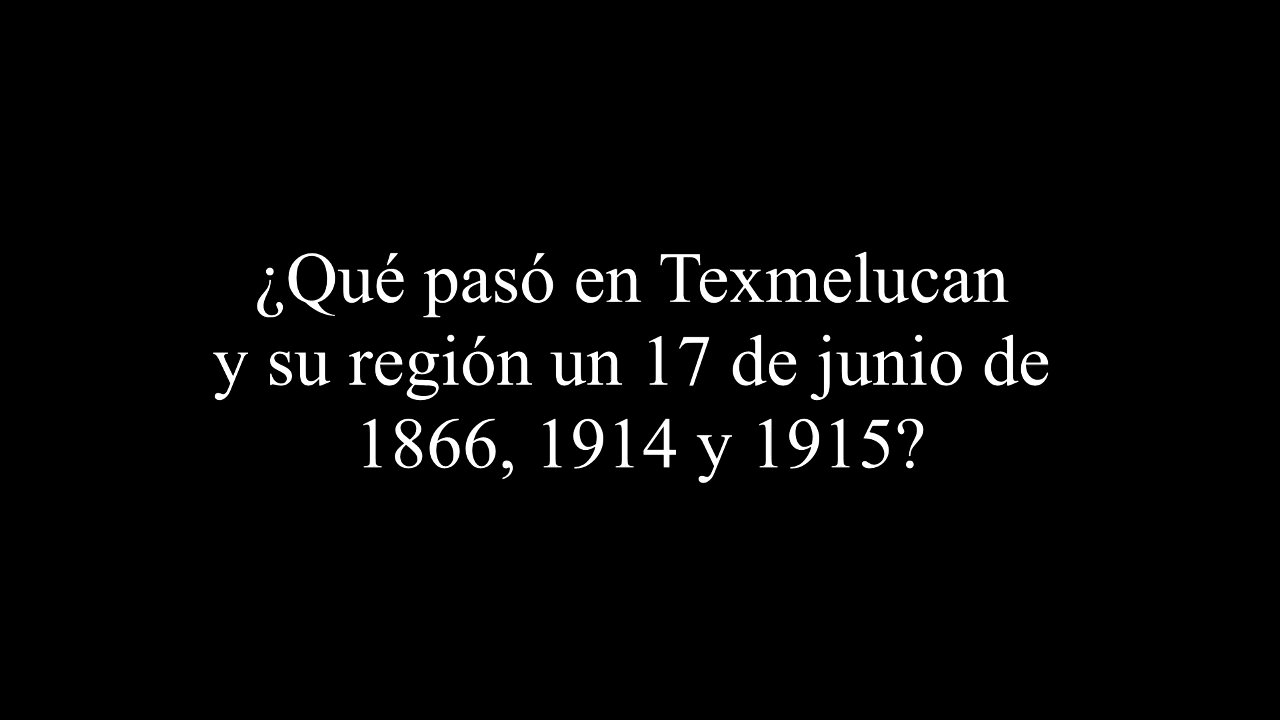 ¿Qué pasó en Texmelucan
y su región un 17 de junio de
1866, 1914 y 1915?